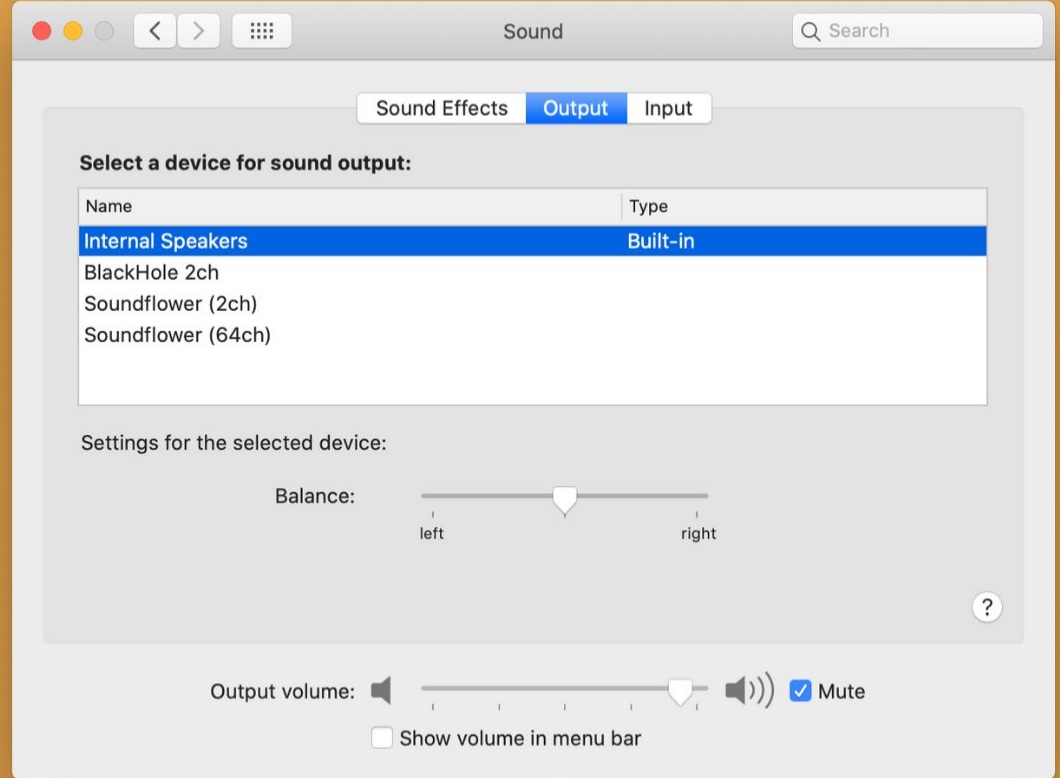 Sound
Search
Sound Effects Output Input
Select a device for sound output:
Name Type
Internal Speakers Built-in
BlackHole 2ch
Soundflower (2ch)
Soundflower (64ch)
Settings for the selected device:
Balance:
left right
?
Output volume: Mute
Show volume in menu bar